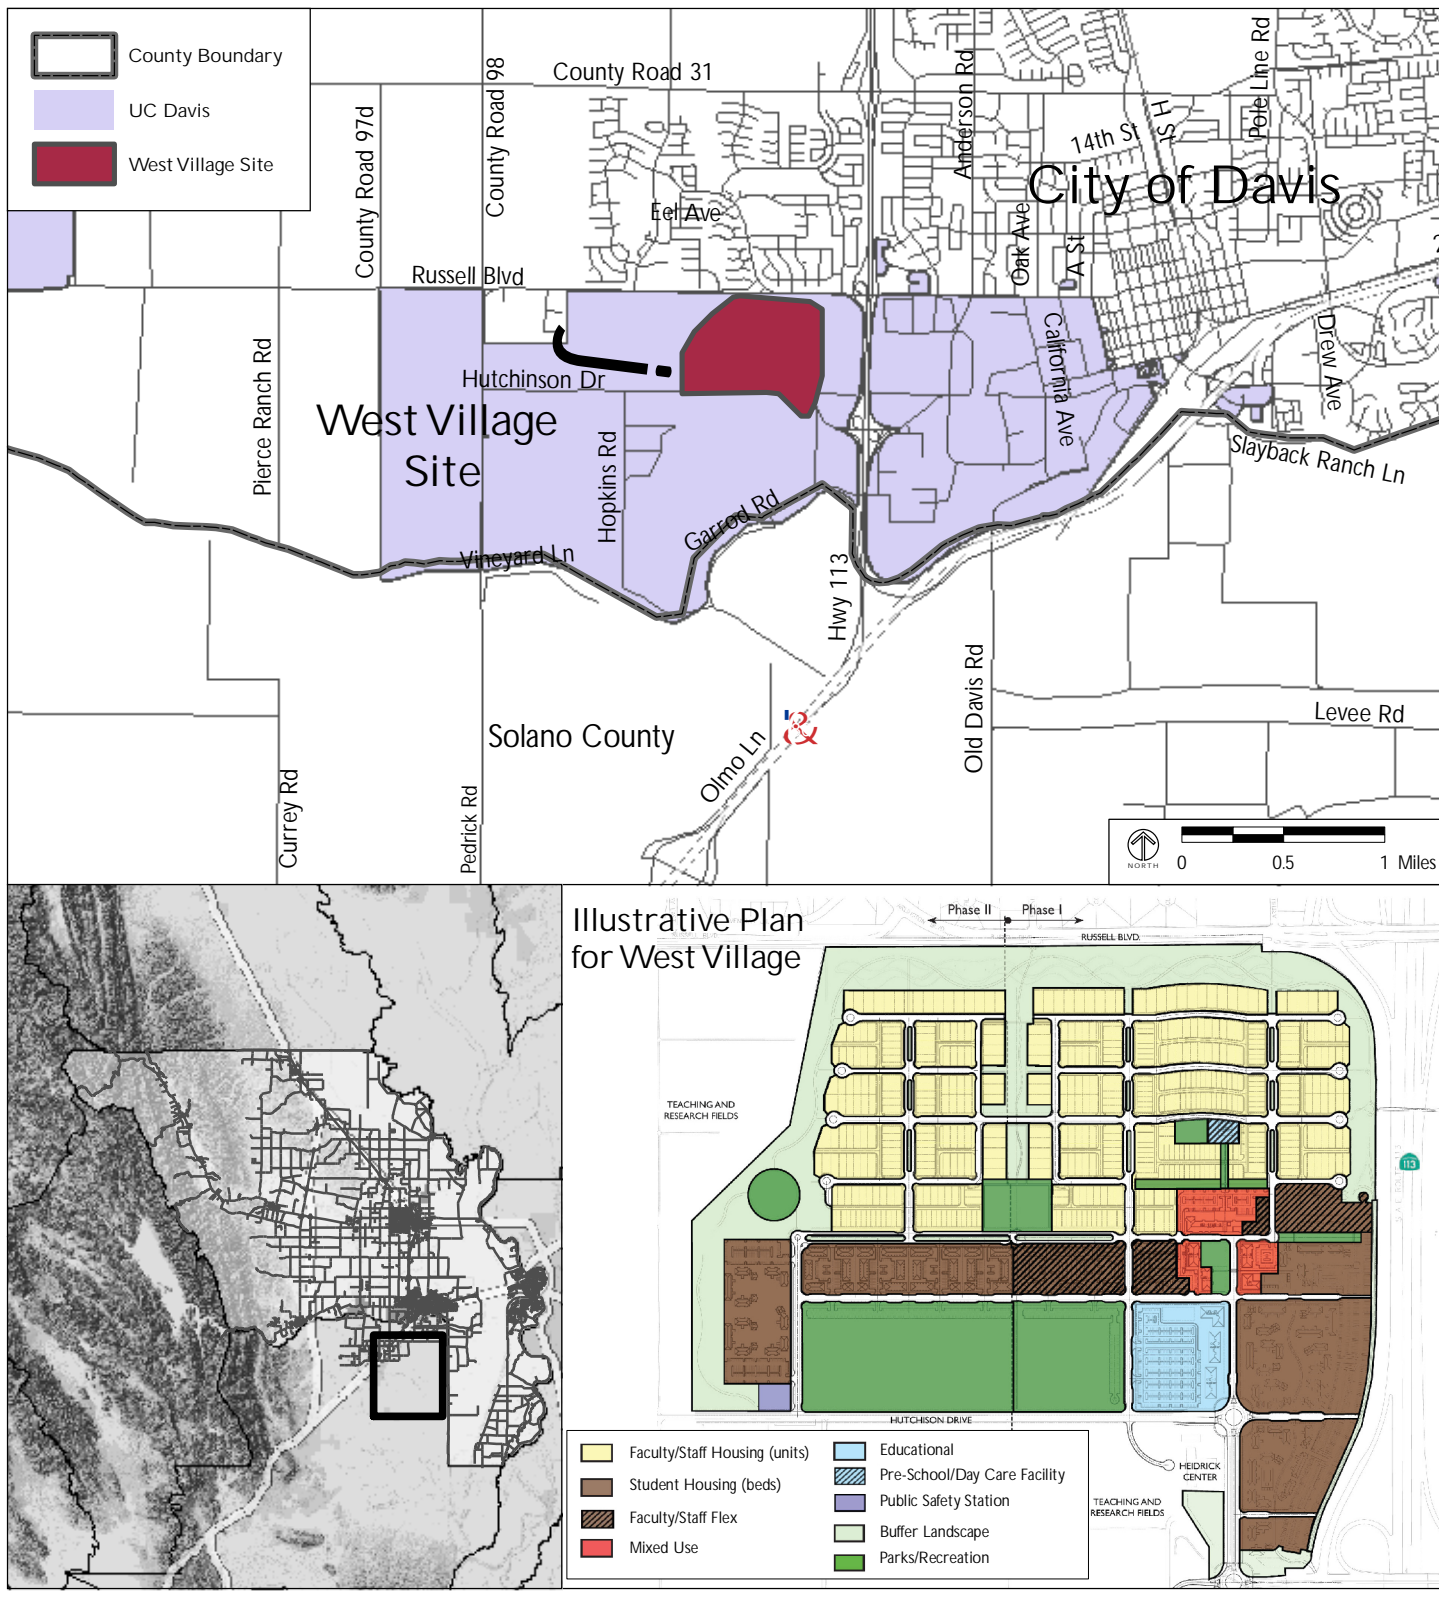 County Boundary
UC Davis
West Village Site
County Road 31
County Road 98
County Road 97d
Anderson Rd
Pole Line Rd
H St
14th St
City of Davis
Eel Ave
Oak Ave
A St
Russell Blvd
Pierce Ranch Rd
Hutchinson Dr
California Ave
Drew Ave
West Village
Site
Hopkins Rd
Garrod Rd
Slayback Ranch Ln
Vineyard Ln
Hwy 113
Old Davis Rd
Levee Rd
Solano County
Olmo Ln
&
Currey Rd
Pedrick Rd
NORTH
0 0.5 1 Miles
Illustrative Plan
for West Village
Phase II Phase I
RUSSELL BLVD.
TEACHING AND
RESEARCH FIELDS
113
HUTCHISON DRIVE
HEIDRICK
CENTER
TEACHING AND
RESEARCH FIELDS
Faculty/Staff Housing (units)
Student Housing (beds)
Faculty/Staff Flex
Mixed Use
Educational
Pre-School/Day Care Facility
Public Safety Station
Buffer Landscape
Parks/Recreation